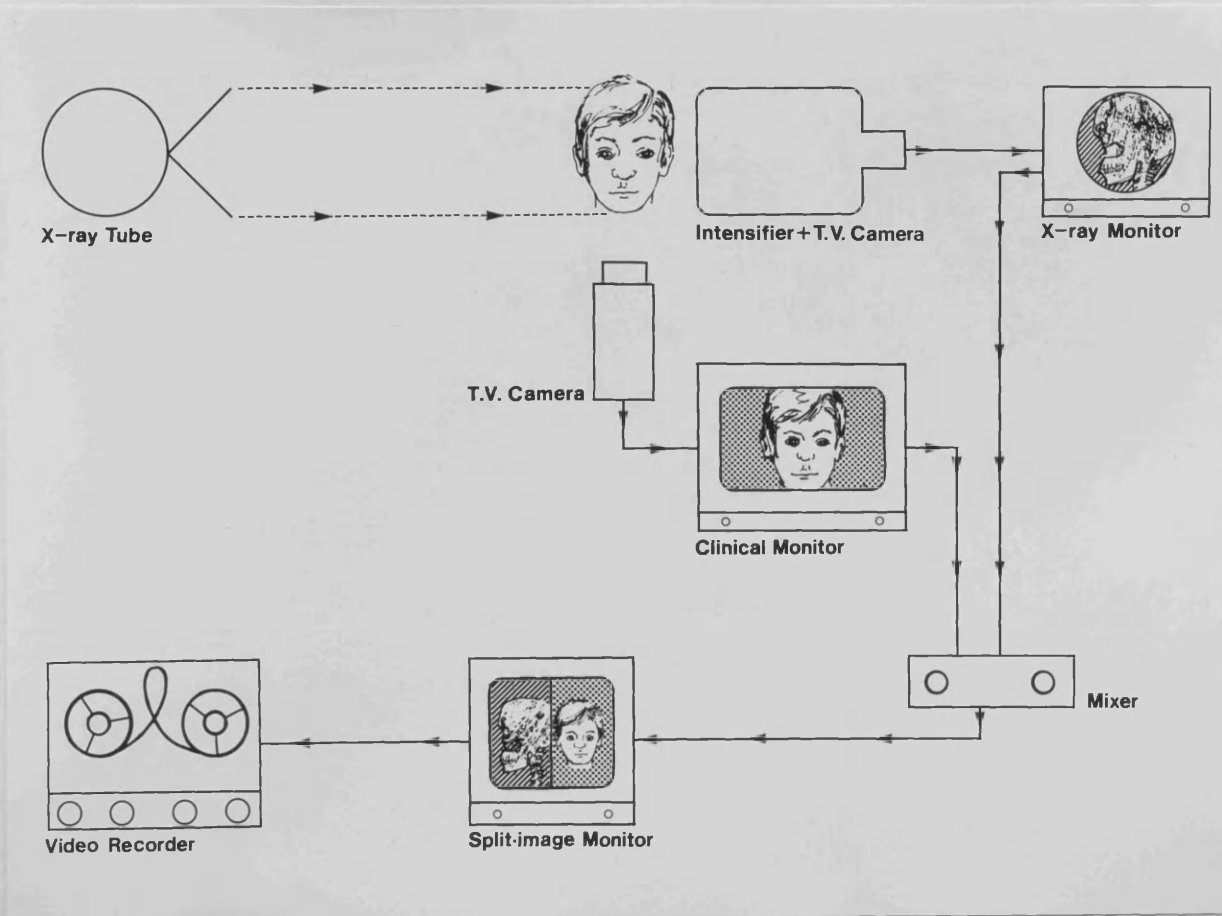 X-ray Tube
Intensifier+T.V. Camera
X-ray Monitor
T.V. Camera
Clinical Monitor
Mixer
Video Recorder
Split-image Monitor